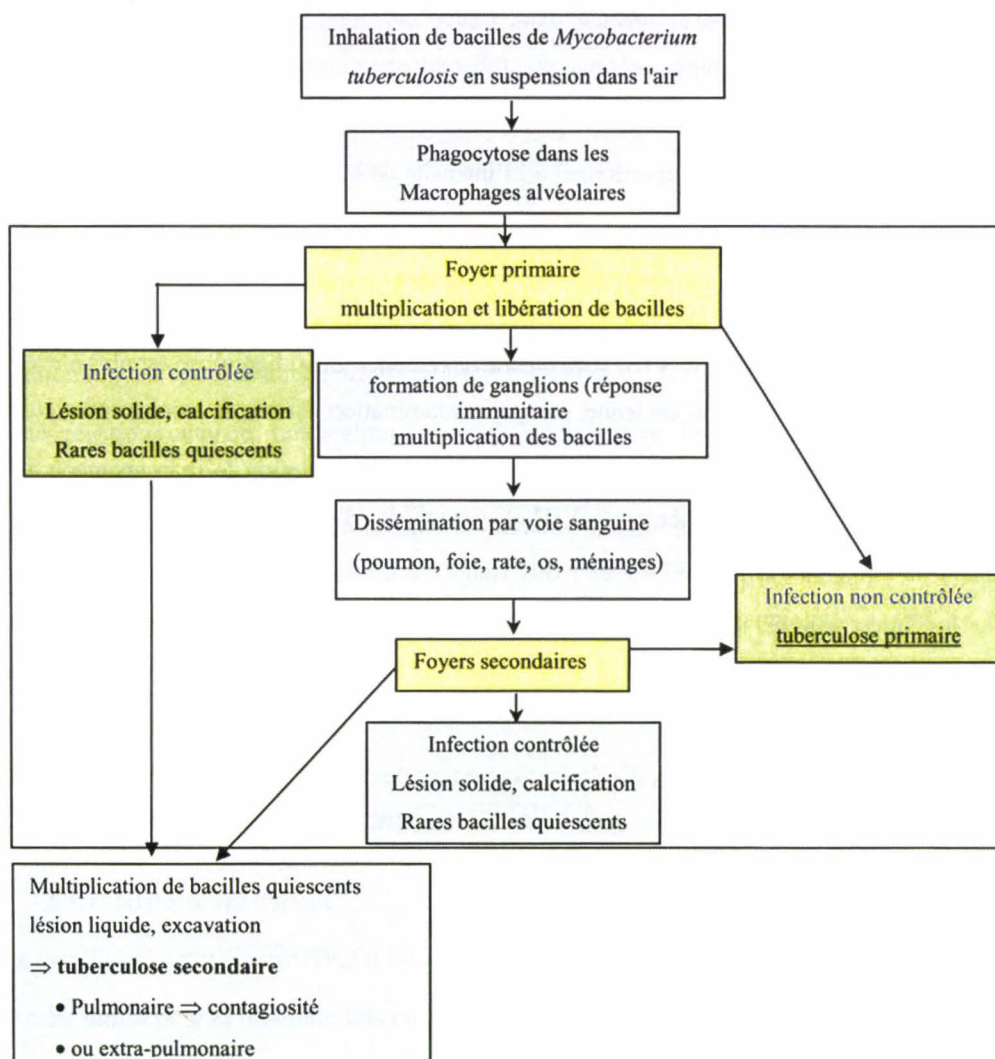 Inhalation de bacilles de Mycobacterium
tuberculosis en suspension dans l'air
Phagocytose dans les
Macrophages alvéolaires
Foyer primaire
multiplication et libération de bacilles
Infection contrôlée
Lésion solide, calcification
Rares bacilles quiescents
formation de ganglions (réponse
immunitaire
multiplication des bacilles
Dissémination par voie sanguine
(poumon, foie, rate, os, méninges)
Infection non contrôlée
tuberculose primaire
Foyers secondaires
Infection contrôlée
Lésion solide, calcification
Rares bacilles quiescents
Multiplication de bacilles quiescents
lésion liquide, excavation
⇒ tuberculose secondaire
• Pulmonaire ⇒ contagiosité
• ou extra-pulmonaire